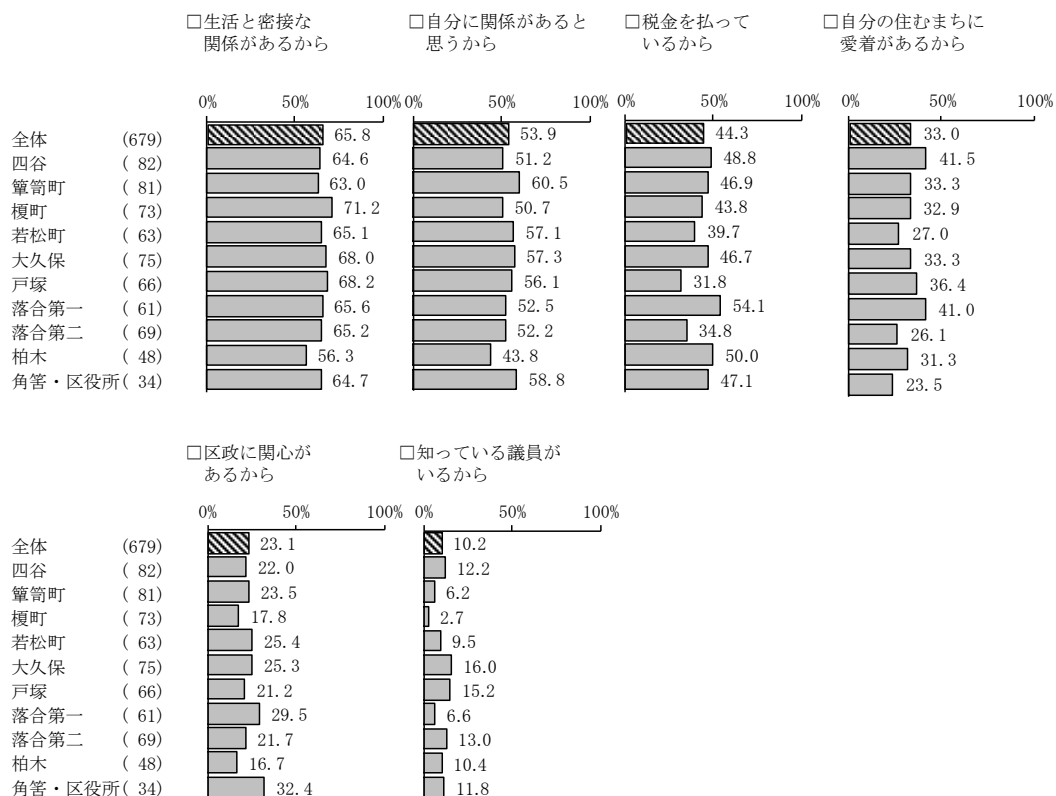 □生活と密接な
関係があるから
□自分に関係があると
思うから
□税金を払って
いるから
□自分の住むまちに
愛着があるから
0% 50% 100% 0% 50% 100% 0% 50% 100% 0% 50% 100%
全体 (679) 65.8 53.9 44.3 33.0
四谷 ( 82) 64.6 51.2 48.8 41.5
簞笥町 ( 81) 63.0 60.5 46.9 33.3
榎町 ( 73) 71.2 50.7 43.8 32.9
若松町 ( 63) 65.1 57.1 39.7 27.0
大久保 ( 75) 68.0 57.3 46.7 33.3
戸塚 ( 66) 68.2 56.1 31.8 36.4
落合第一 ( 61) 65.6 52.5 54.1 41.0
落合第二 ( 69) 65.2 52.2 34.8 26.1
柏木 ( 48) 56.3 43.8 50.0 31.3
角筈・区役所( 34) 64.7 58.8 47.1 23.5
□区政に関心が
あるから
□知っている議員が
いるから
0% 50% 100% 0% 50% 100%
全体 (679) 23.1 10.2
四谷 ( 82) 22.0 12.2
簞笥町 ( 81) 23.5 6.2
榎町 ( 73) 17.8 2.7
若松町 ( 63) 25.4 9.5
大久保 ( 75) 25.3 16.0
戸塚 ( 66) 21.2 15.2
落合第一 ( 61) 29.5 6.6
落合第二 ( 69) 21.7 13.0
柏木 ( 48) 16.7 10.4
角筈・区役所( 34) 32.4 11.8